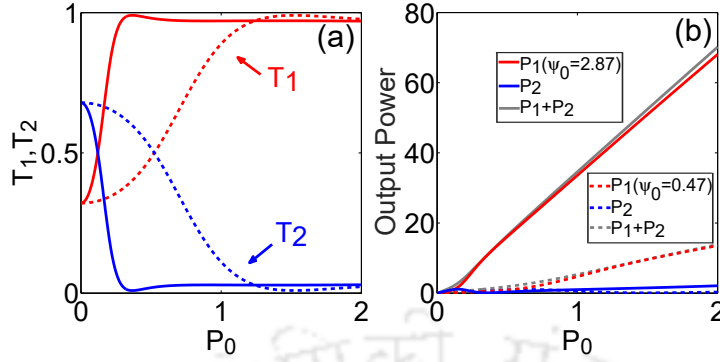 (a)
T₁, T₂
1
0.5
0
T₁
T₂
0
1
2
P₀
(b)
Output Power
80
60
40
20
0
P₁(ψ₀=2.87)
P₂
P₁+P₂
P₁(ψ₀=0.47)
P₂
P₁+P₂
0
1
2
P₀